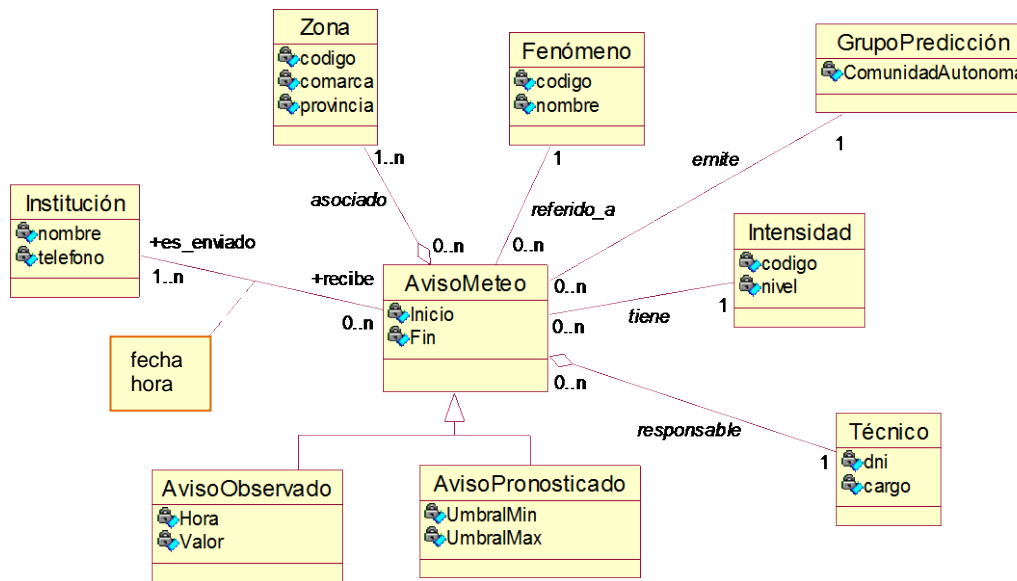 Zona
codigo
comarca
provincia
Fenómeno
codigo
nombre
GrupoPredicción
ComunidadAutonoma
1..n
1
1
emite
asociado
referido_a
Institución
nombre
telefono
+es_enviado
1..n
+recibe
0..n
0..n
0..n
AvisoMeteo
Inicio
Fin
0..n
0..n
tiene
1
Intensidad
codigo
nivel
0..n
fecha
hora
responsable
1
Técnico
dni
cargo
AvisoObservado
Hora
Valor
AvisoPronosticado
UmbralMin
UmbralMax